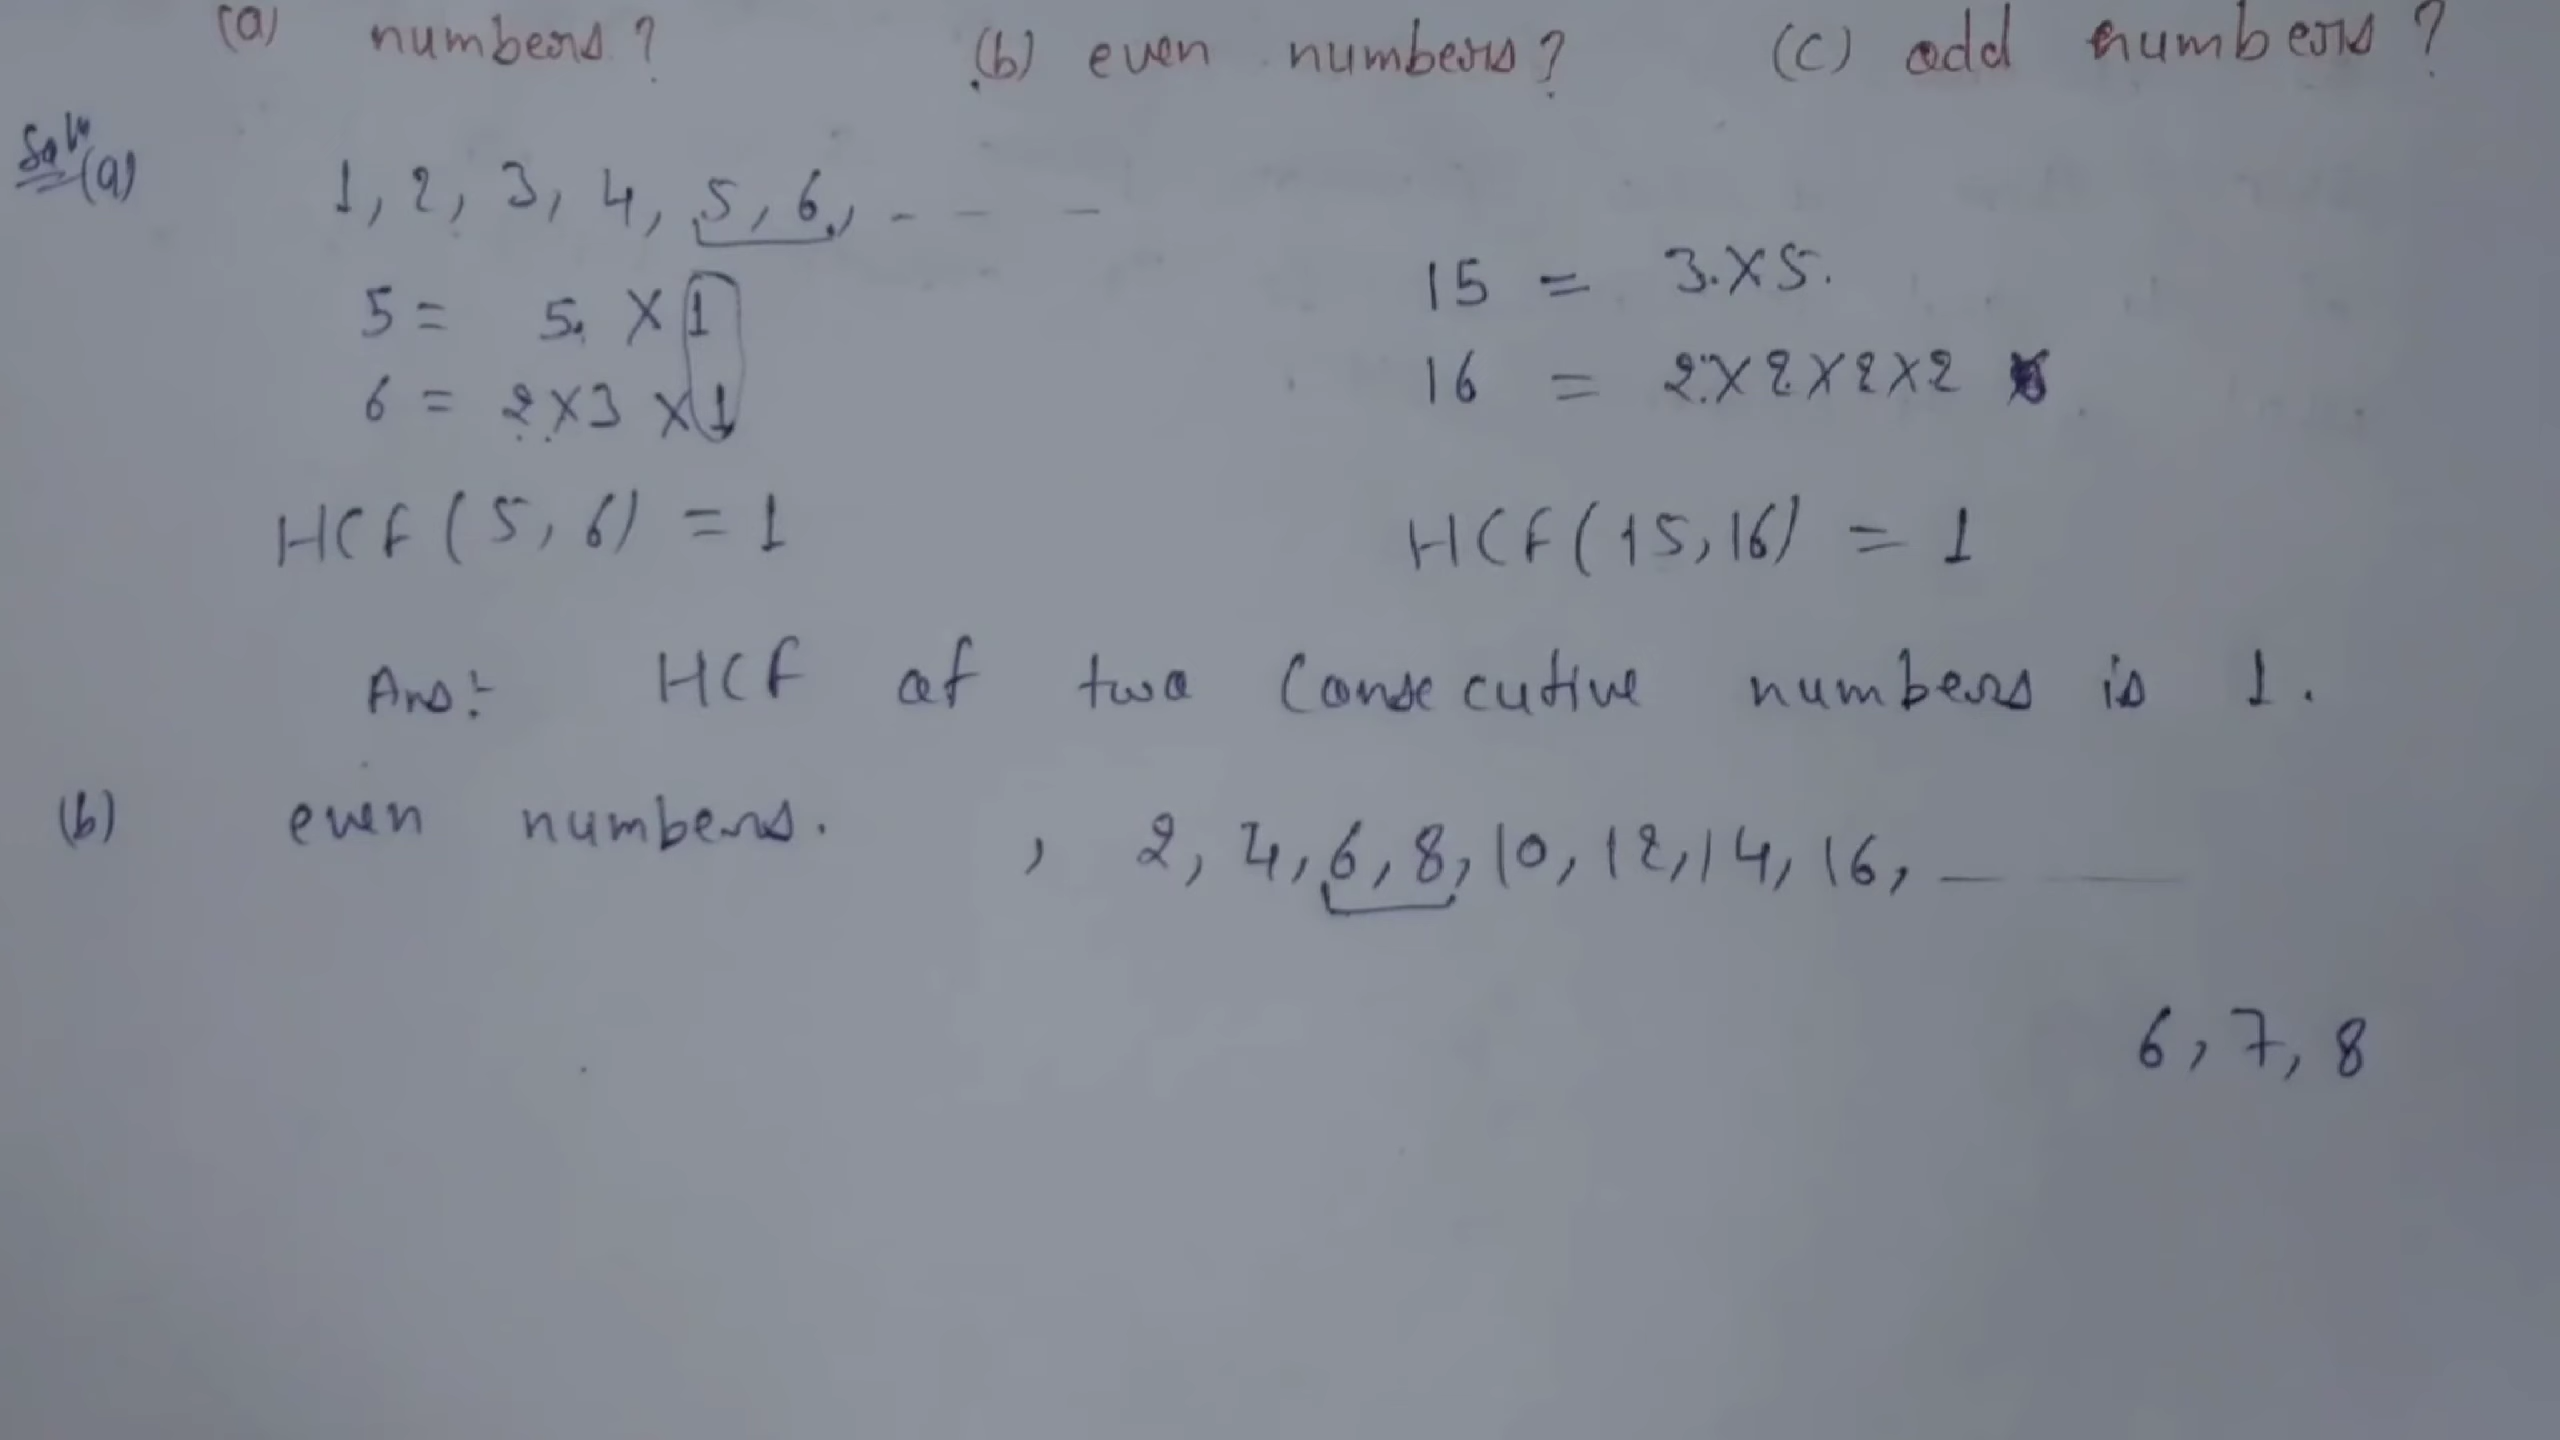 (a) numbers? (b) even numbers? (c) odd numbers?
Solⁿ (a) 1, 2, 3, 4, 5, 6, - - -
5 = 5 × 1
6 = 2×3 × 1
15 = 3×5
16 = 2×2×2×2
HCF (5, 6) = 1
HCF (15, 16) = 1
Ans:- HCF of two Consecutive numbers is 1.
(b) even numbers. , 2, 4, 6, 8, 10, 12, 14, 16, — —
6, 7, 8